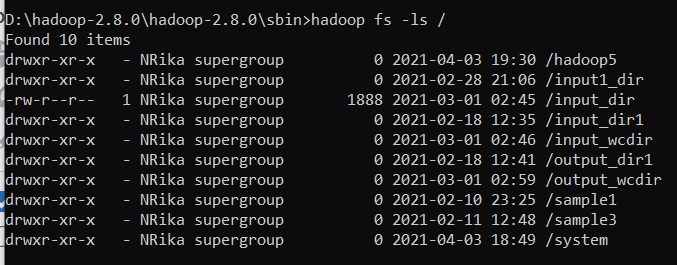 D:\hadoop-2.8.0\hadoop-2.8.0\sbin>hadoop fs -ls /
Found 10 items
drwxr-xr-x   - NRika supergroup          0 2021-04-03 19:30 /hadoop5
drwxr-xr-x   - NRika supergroup          0 2021-02-28 21:06 /input1_dir
-rw-r--r--   1 NRika supergroup       1888 2021-03-01 02:45 /input_dir
drwxr-xr-x   - NRika supergroup          0 2021-02-18 12:35 /input_dir1
drwxr-xr-x   - NRika supergroup          0 2021-03-01 02:46 /input_wcdir
drwxr-xr-x   - NRika supergroup          0 2021-02-18 12:41 /output_dir1
drwxr-xr-x   - NRika supergroup          0 2021-03-01 02:59 /output_wcdir
drwxr-xr-x   - NRika supergroup          0 2021-02-10 23:25 /sample1
drwxr-xr-x   - NRika supergroup          0 2021-02-11 12:48 /sample3
drwxr-xr-x   - NRika supergroup          0 2021-04-03 18:49 /system